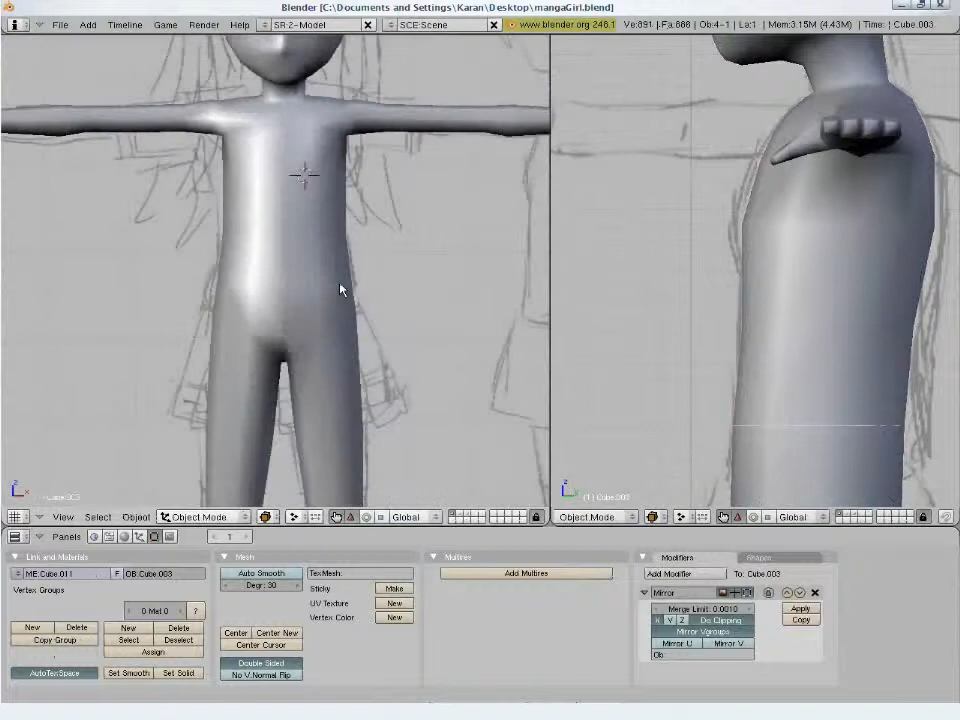 Blender [C:\Documents and Settings\Karan\Desktop\mangaGirl.blend]
File Add Timeline Game Render Help SR:2-Model SCE:Scene www.blender.org 246.1 Ve:891 | Fa:868 | Ob:4-1 | La:1 | Mem:3.15M (4.43M) | Time: | Cube.003
(1) Cube.003
View Select Object Object Mode Global
Object Mode Global
Panels 1
Link and Materials
Mesh
Multires
Modifiers
Shapes
ME:Cube.011 F OB:Cube.003
Vertex Groups
0 Mat 0 ?
New Delete New Delete
Copy Group Select Deselect
Assign
AutoTexSpace Set Smooth Set Solid
Auto Smooth
Degr: 30
TexMesh:
Sticky Make
UV Texture New
Vertex Color New
Center Center New
Center Cursor
Double Sided
No V.Normal Flip
Add Multires
Add Modifier To: Cube.003
Mirror
Merge Limit: 0.0010
X Y Z Do Clipping
Mirror Vgroups
Mirror U Mirror V
Ob:
Apply
Copy